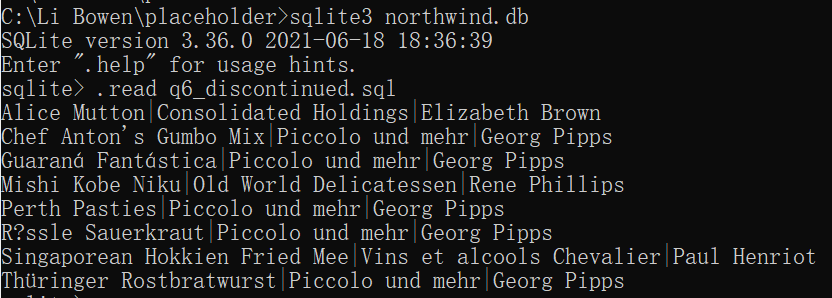 C:\Li Bowen\placeholder>sqlite3 northwind.db
SQLite version 3.36.0 2021-06-18 18:36:39
Enter ".help" for usage hints.
sqlite> .read q6_discontinued.sql
Alice Mutton|Consolidated Holdings|Elizabeth Brown
Chef Anton's Gumbo Mix|Piccolo und mehr|Georg Pipps
Guaraná Fantástica|Piccolo und mehr|Georg Pipps
Mishi Kobe Niku|Old World Delicatessen|Rene Phillips
Perth Pasties|Piccolo und mehr|Georg Pipps
R?ssle Sauerkraut|Piccolo und mehr|Georg Pipps
Singaporean Hokkien Fried Mee|Vins et alcools Chevalier|Paul Henriot
Thüringer Rostbratwurst|Piccolo und mehr|Georg Pipps